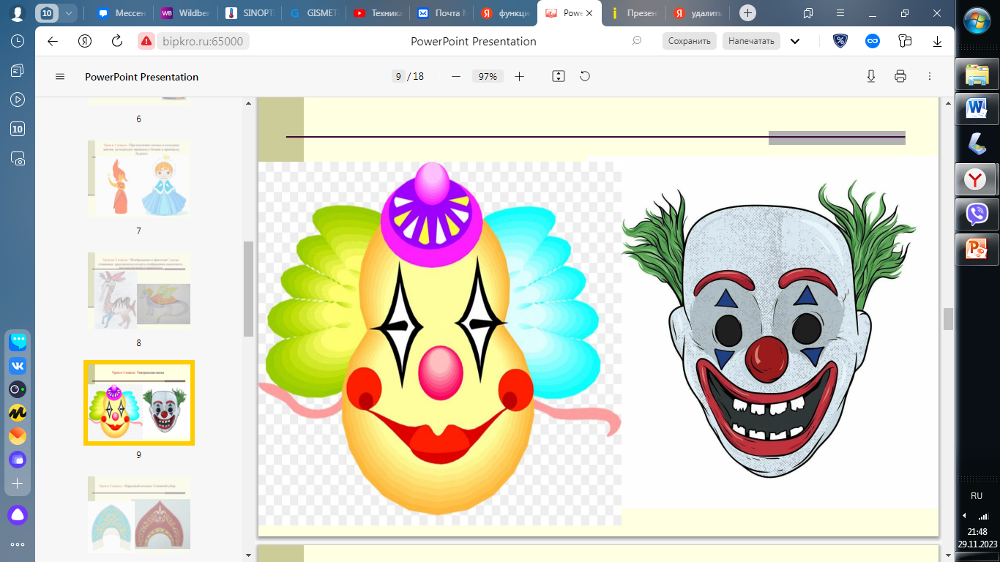 10
Мессен
WB Wildber
SINOPT
G GISMET
Техника
Почта М
Я функци
Powe
Презен
Я удалить
Я
bipkro.ru:65000
PowerPoint Presentation
Сохранить
Напечатать
PowerPoint Presentation
9 / 18
97%
10
6
7
8
Урок в 3 классе: Театральная маска
9
RU
21:48
29.11.2023